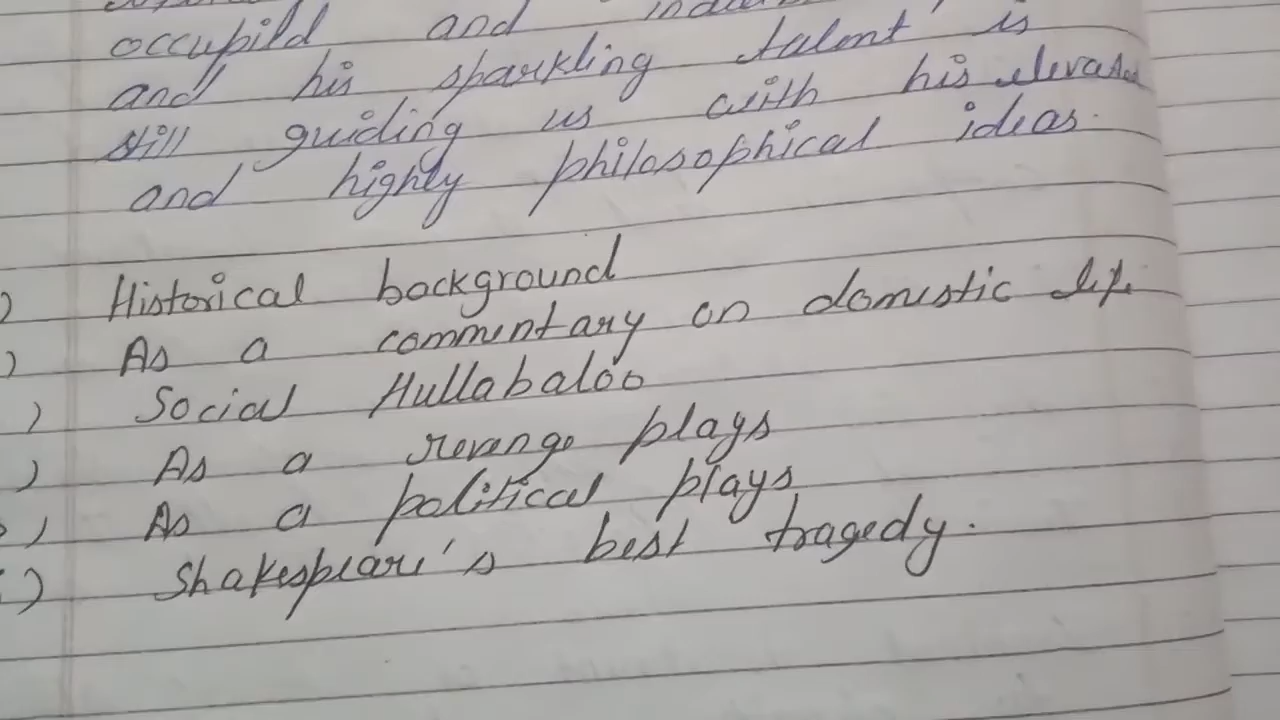 occupild and
and his sparkling talent is
still guiding us with his elevated
and highly philosophical ideas.
) Historical background
) As a commentary on domestic life
) Social Hullabaloo
) As a revenge plays
) As a political plays
) Shakespeare's best tragedy.